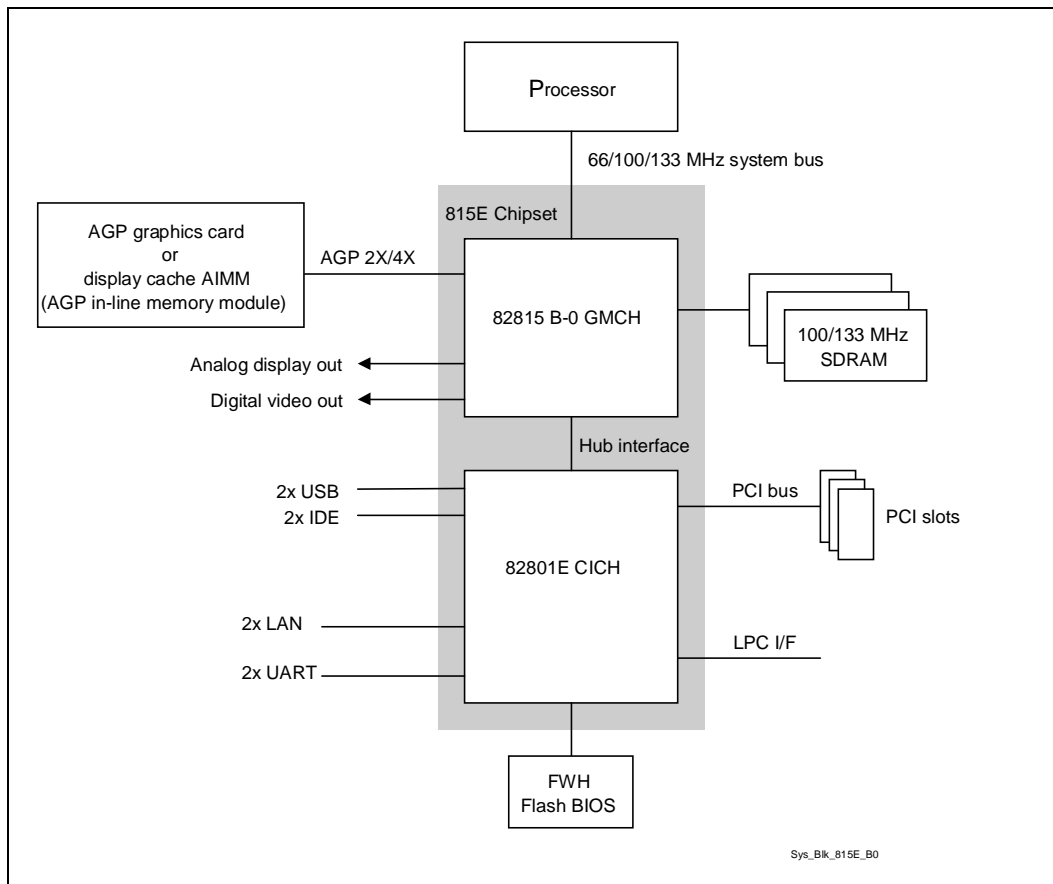 Processor
66/100/133 MHz system bus
815E Chipset
AGP graphics card
or
display cache AIMM
(AGP in-line memory module)
AGP 2X/4X
82815 B-0 GMCH
100/133 MHz
SDRAM
Analog display out
Digital video out
Hub interface
2x USB
2x IDE
PCI bus
PCI slots
82801E CICH
2x LAN
LPC I/F
2x UART
FWH
Flash BIOS
Sys_Blk_815E_B0